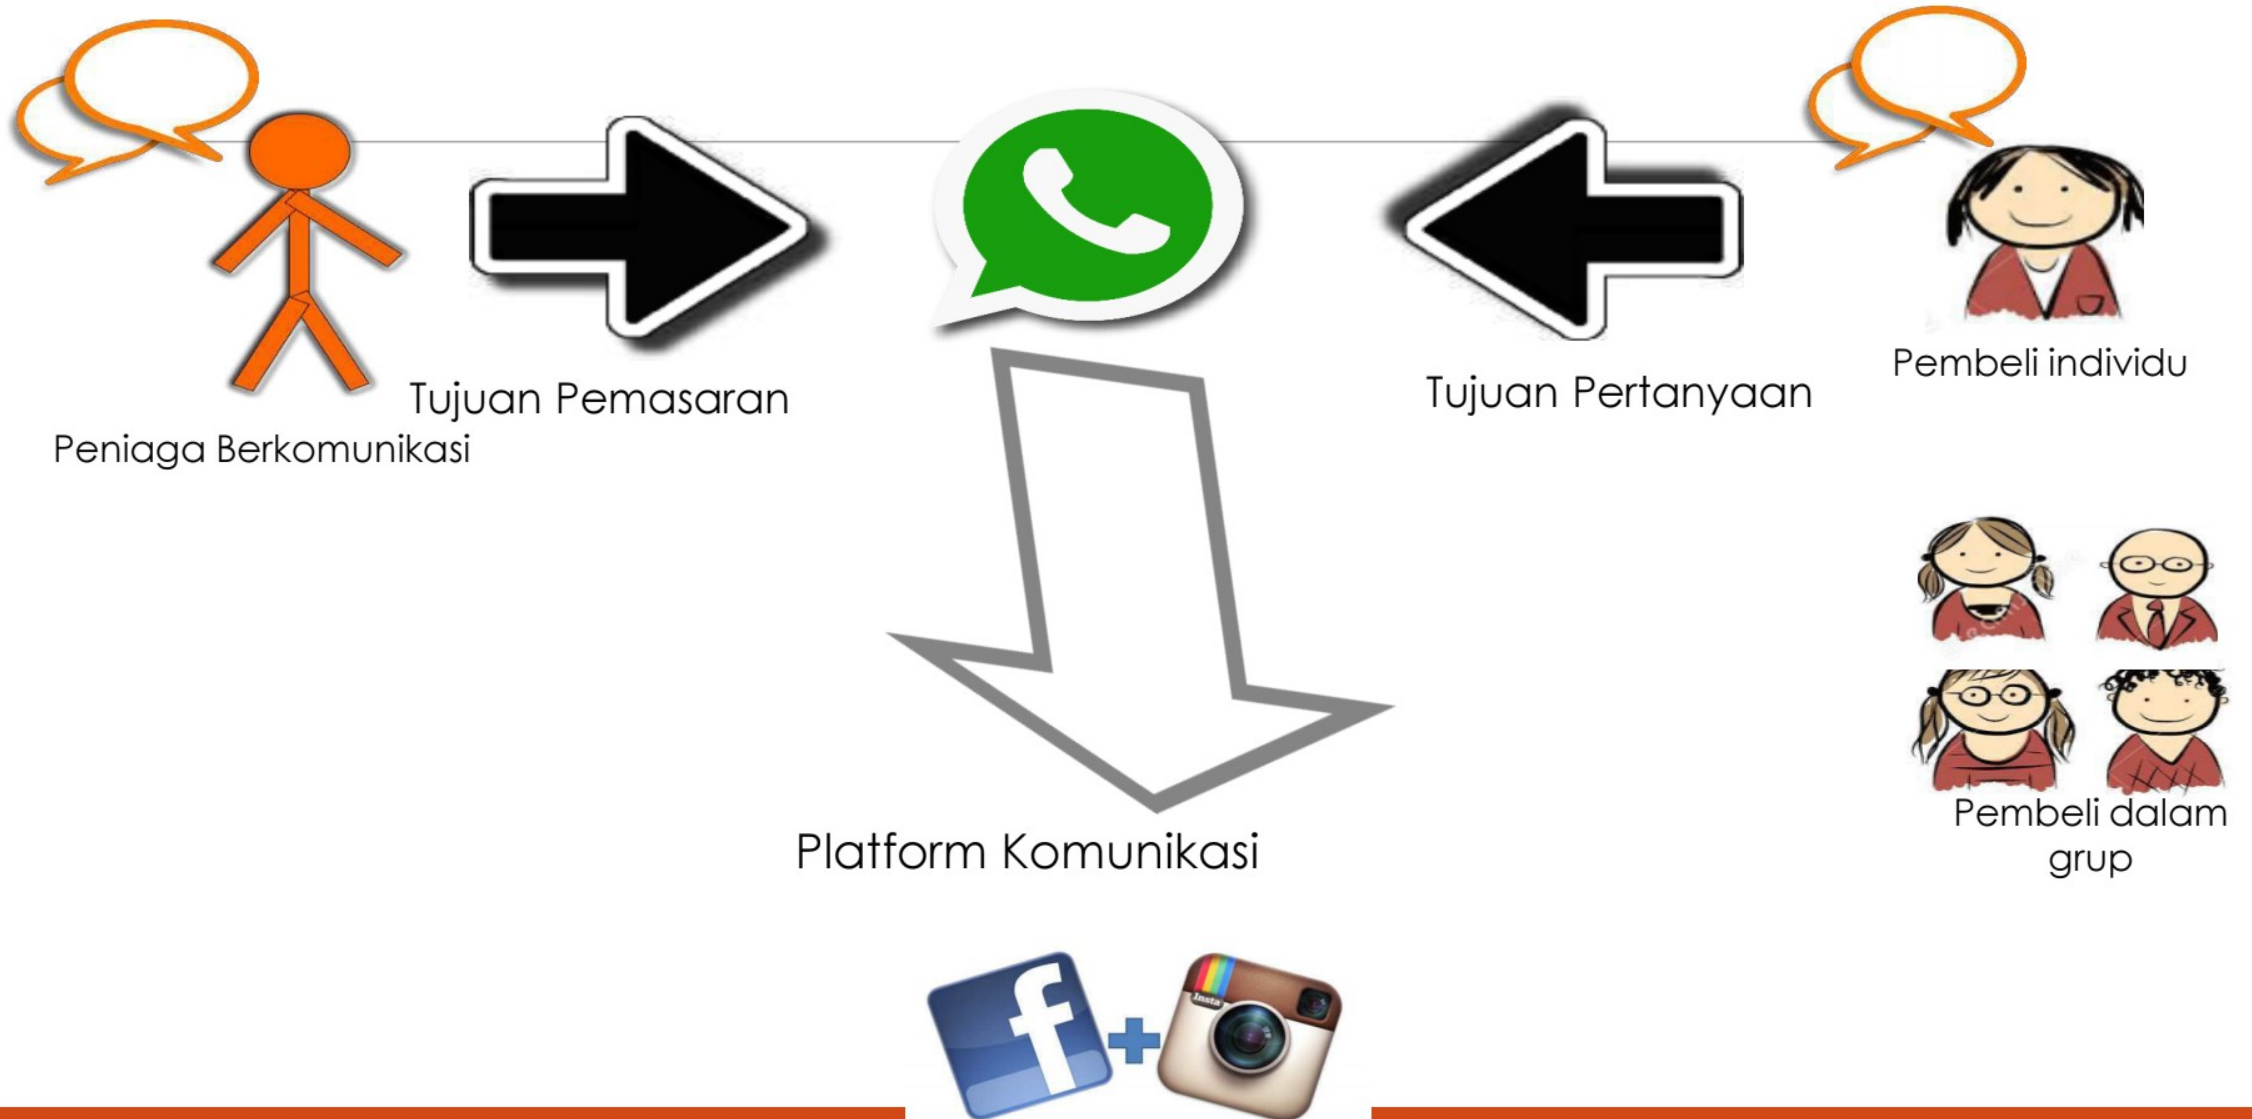 Tujuan Pemasaran
Peniaga Berkomunikasi
Tujuan Pertanyaan
Pembeli individu
Pembeli dalam
grup
Platform Komunikasi
f
Insta